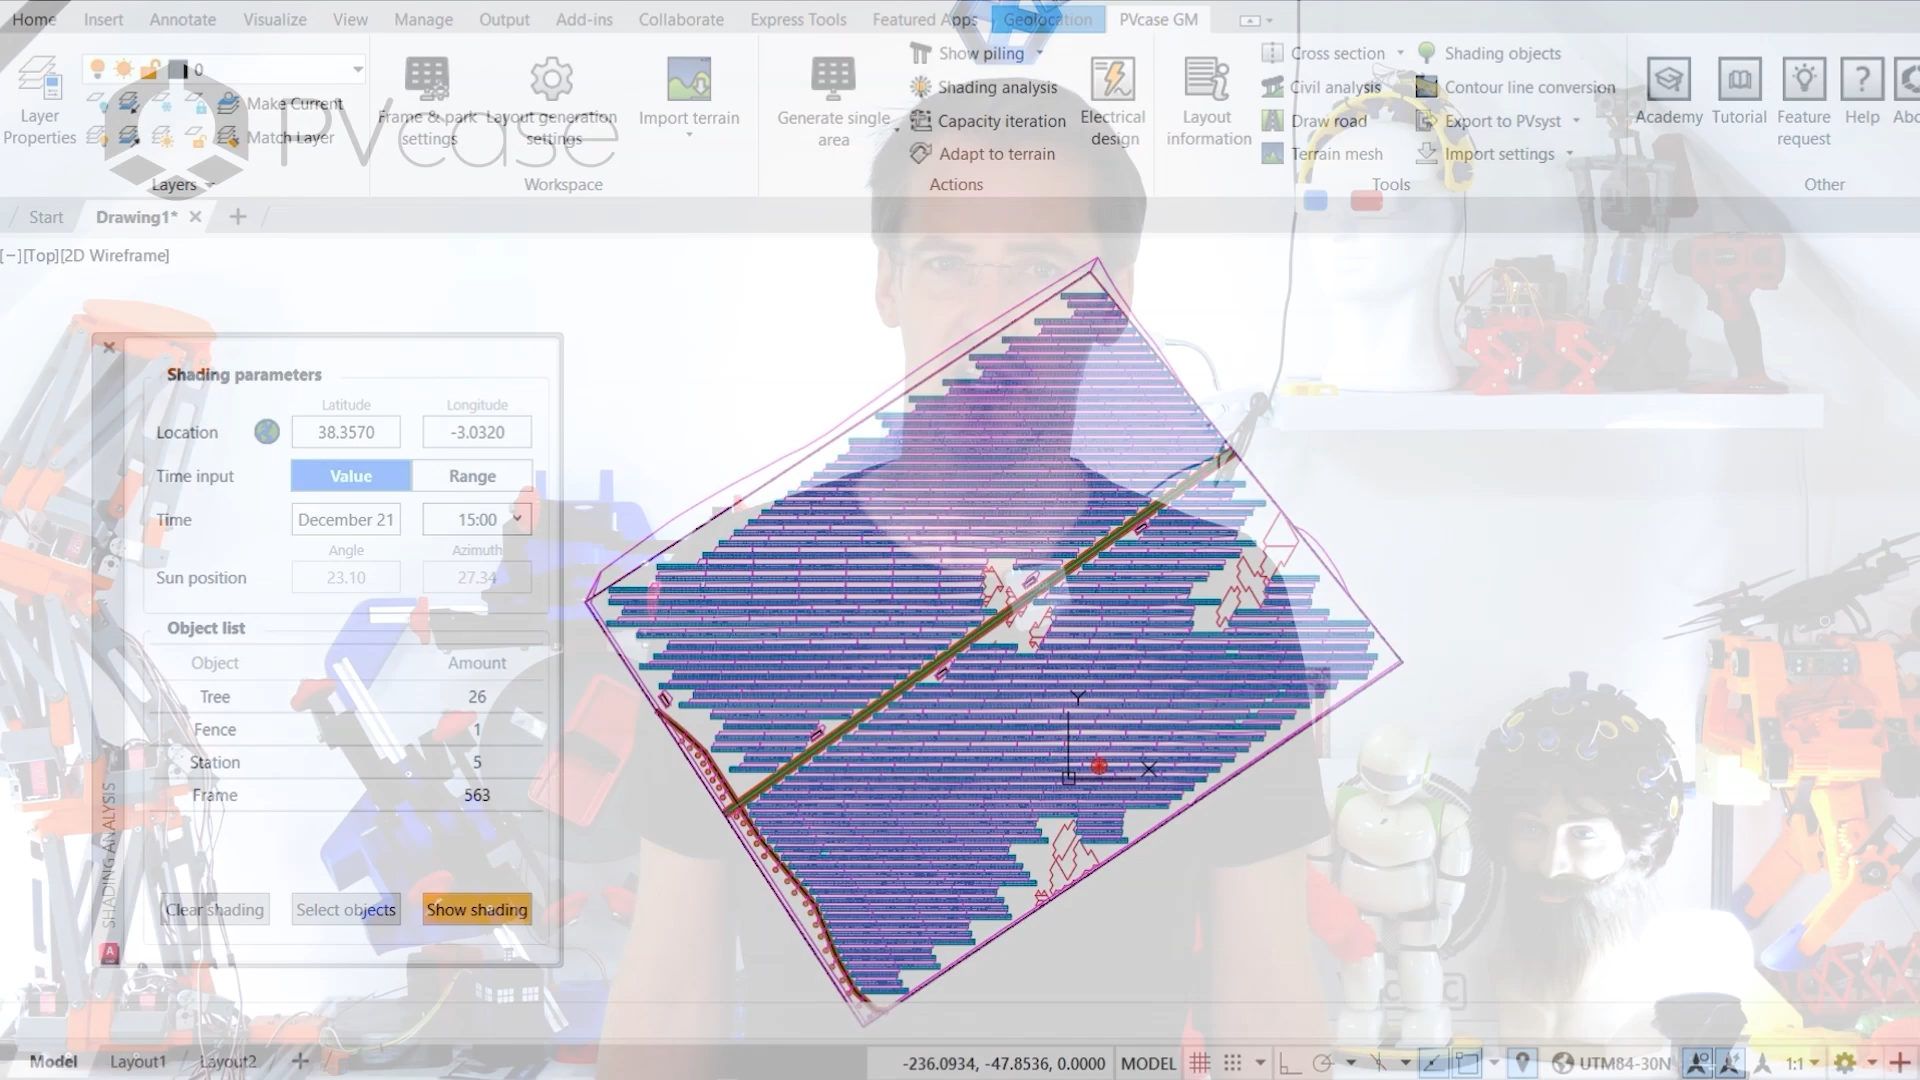 Home Insert Annotate Visualize View Manage Output Add-ins Collaborate Express Tools Featured Apps Geolocation PVcase GM
Layer Properties
0
Make Current
Match Layer
Layers
PVcase
Frame & park settings
Layout generation settings
Import terrain
Workspace
Generate single area
Show piling
Shading analysis
Capacity iteration
Adapt to terrain
Electrical design
Actions
Layout information
Cross section
Civil analysis
Draw road
Terrain mesh
Shading objects
Contour line conversion
Export to PVsyst
Import settings
Tools
Academy
Tutorial
Feature request
Help
Other
Start Drawing1*
[−][Top][2D Wireframe]
Shading parameters
Latitude Longitude
Location 38.3570 -3.0320
Time input Value Range
Time December 21 15:00
Angle Azimuth
Sun position 23.10 27.34
Object list
Object Amount
Tree 26
Fence 1
Station 5
Frame 563
SHADING ANALYSIS
Clear shading Select objects Show shading
A
Y
X
Model Layout1 Layout2
-236.0934, -47.8536, 0.0000 MODEL UTM84-30N 1:1